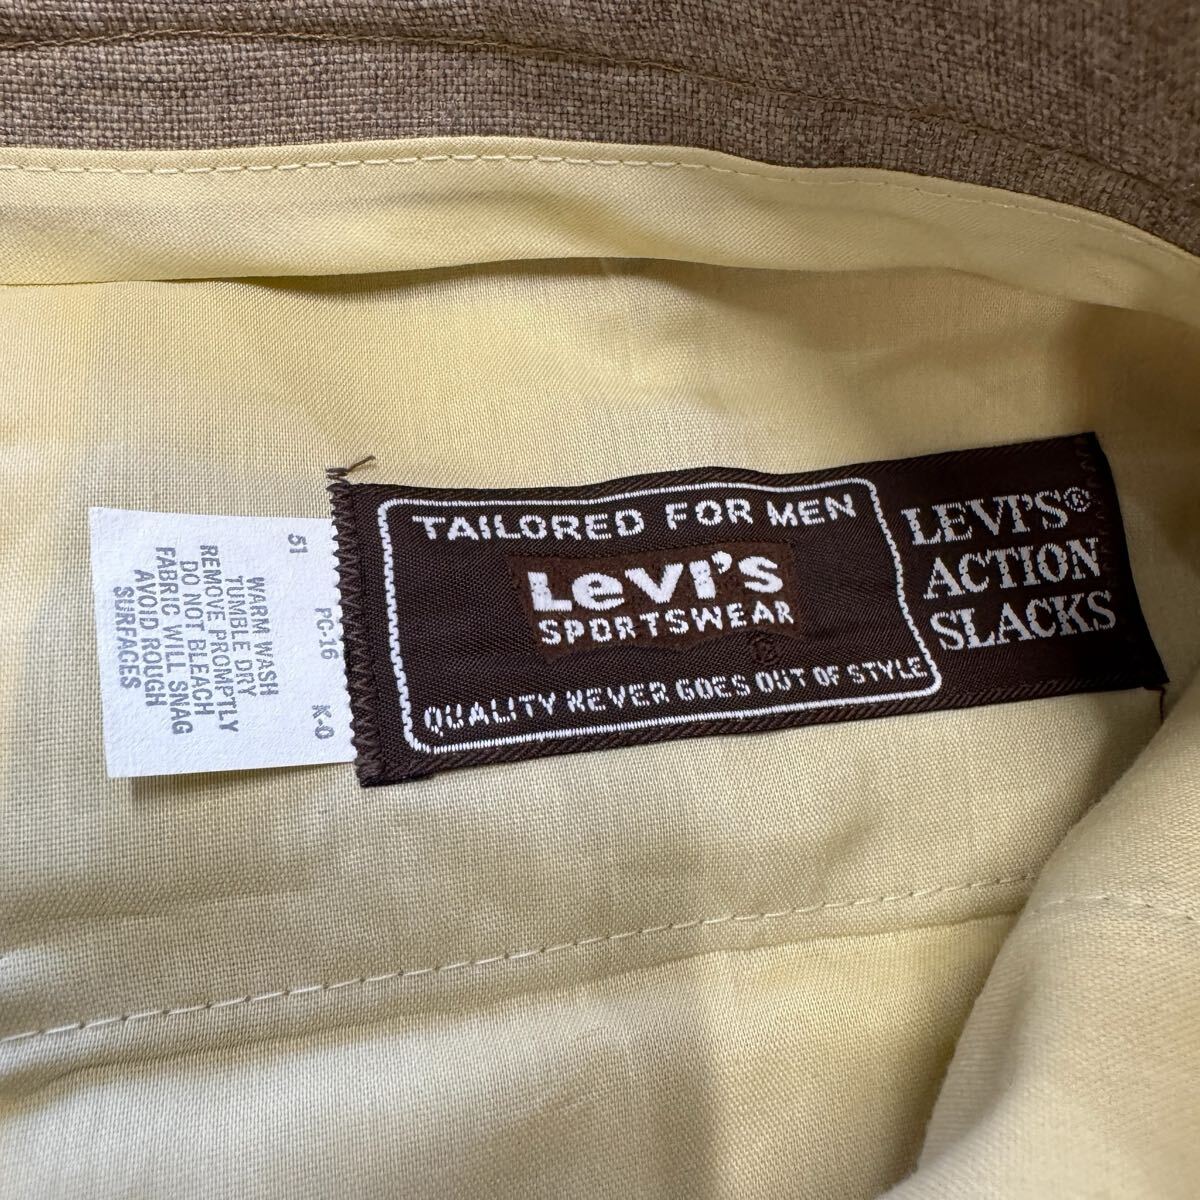 TAILORED FOR MEN
Levi's
SPORTSWEAR
QUALITY NEVER GOES OUT OF STYLE
LEVI'S®
ACTION
SLACKS
51 PC-16 K-0
WARM WASH
TUMBLE DRY
REMOVE PROMPTLY
DO NOT BLEACH
FABRIC WILL SNAG
AVOID ROUGH
SURFACES